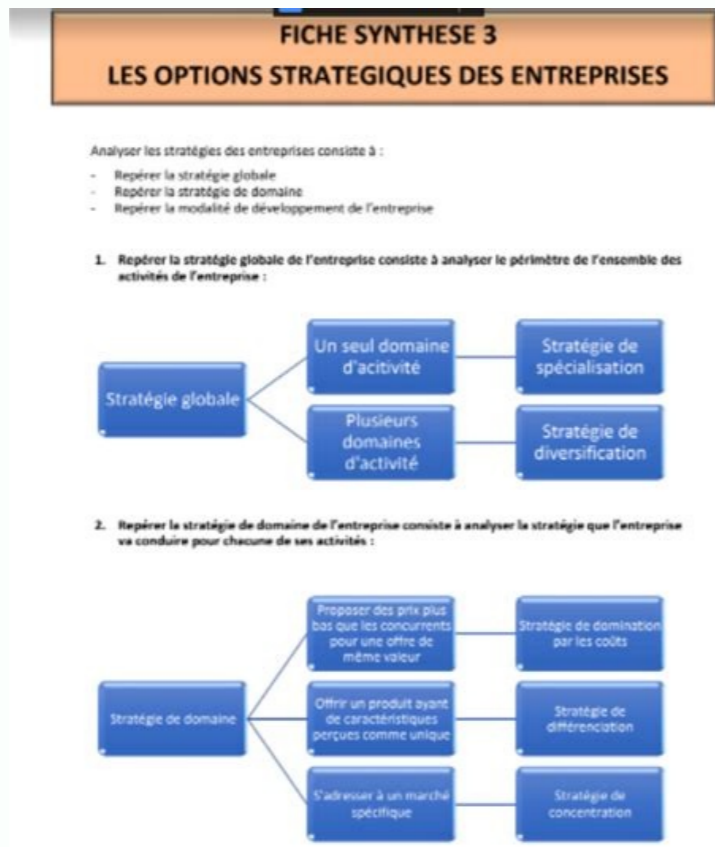 FICHE SYNTHESE 3
LES OPTIONS STRATEGIQUES DES ENTREPRISES
Analyser les stratégies des entreprises consiste à :
- Repérer la stratégie globale
- Repérer la stratégie de domaine
- Repérer la modalité de développement de l'entreprise
1. Repérer la stratégie globale de l'entreprise consiste à analyser le périmètre de l'ensemble des
activités de l'entreprise :
Stratégie globale
Un seul domaine
d'acitivité
Stratégie de
spécialisation
Plusieurs
domaines
d'activité
Stratégie de
diversification
2. Repérer la stratégie de domaine de l'entreprise consiste à analyser la stratégie que l'entreprise
va conduire pour chacune de ses activités :
Stratégie de domaine
Proposer des prix plus
bas que les concurrents
pour une offre de
même valeur
Stratégie de domination
par les coûts
Offrir un produit ayant
de caractéristiques
perçues comme unique
Stratégie de
différenciation
S'adresser à un marché
spécifique
Stratégie de
concentration